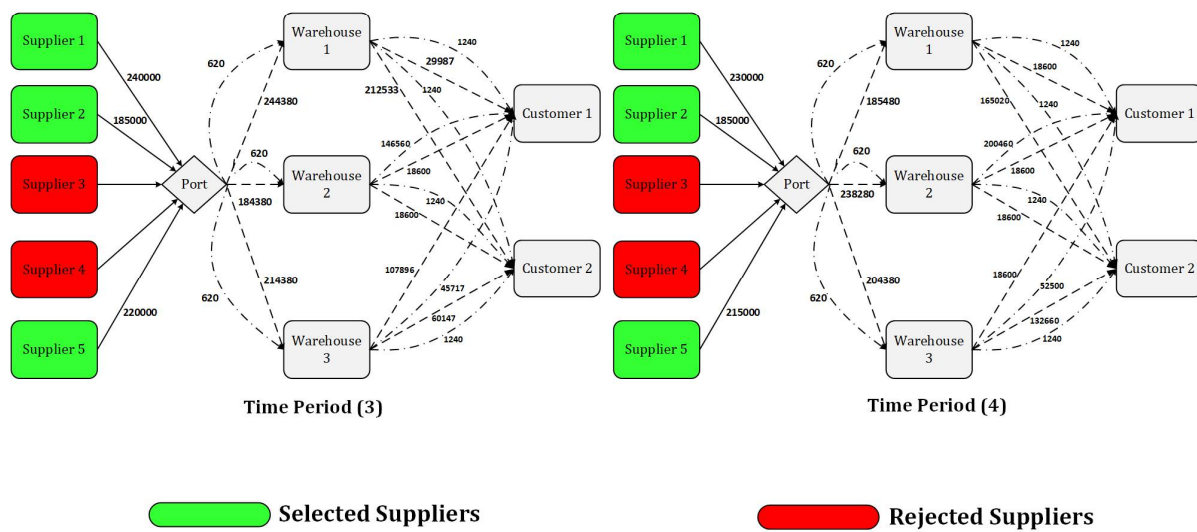 Supplier 1
Supplier 2
Supplier 3
Supplier 4
Supplier 5
240000
185000
220000
Port
620
244380
620
184380
214380
620
Warehouse
1
Warehouse
2
Warehouse
3
1240
29987
212533
1240
146560
18600
1240
18600
107896
45717
60147
1240
Customer 1
Customer 2
Time Period (3)
Supplier 1
Supplier 2
Supplier 3
Supplier 4
Supplier 5
230000
185000
215000
Port
620
185480
620
238280
204380
620
Warehouse
1
Warehouse
2
Warehouse
3
1240
18600
165020
1240
200460
18600
1240
18600
18600
52500
132660
1240
Customer 1
Customer 2
Time Period (4)
Selected Suppliers
Rejected Suppliers